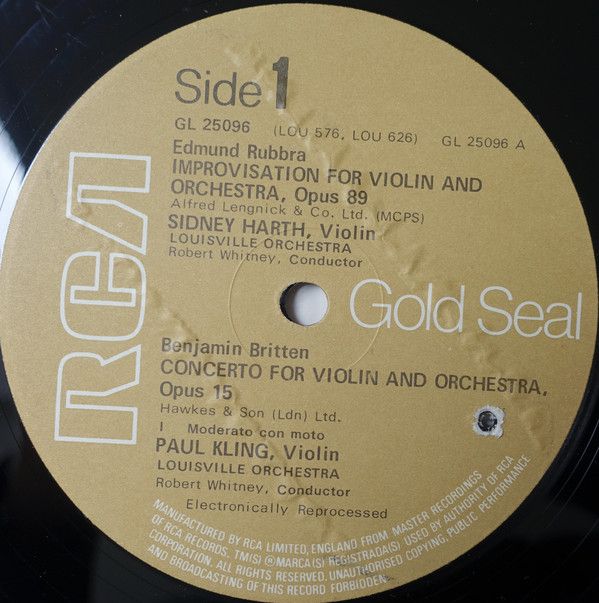 Side 1
GL 25096 (LOU 576, LOU 626) GL 25096 A
Edmund Rubbra
IMPROVISATION FOR VIOLIN AND
ORCHESTRA, Opus 89
Alfred Lengnick & Co. Ltd. (MCPS)
SIDNEY HARTH, Violin
LOUISVILLE ORCHESTRA
Robert Whitney, Conductor
RCA
Gold Seal
Benjamin Britten
CONCERTO FOR VIOLIN AND ORCHESTRA,
Opus 15
Hawkes & Son (Ldn) Ltd.
I Moderato con moto
PAUL KLING, Violin
LOUISVILLE ORCHESTRA
Robert Whitney, Conductor
Electronically Reprocessed
MANUFACTURED BY RCA LIMITED, ENGLAND FROM MASTER RECORDINGS
OF RCA RECORDS. TM(S) ® MARCA(S) REGISTRADA(S) USED BY AUTHORITY OF RCA
CORPORATION. ALL RIGHTS RESERVED. UNAUTHORISED COPYING, PUBLIC PERFORMANCE
AND BROADCASTING OF THIS RECORD FORBIDDEN.